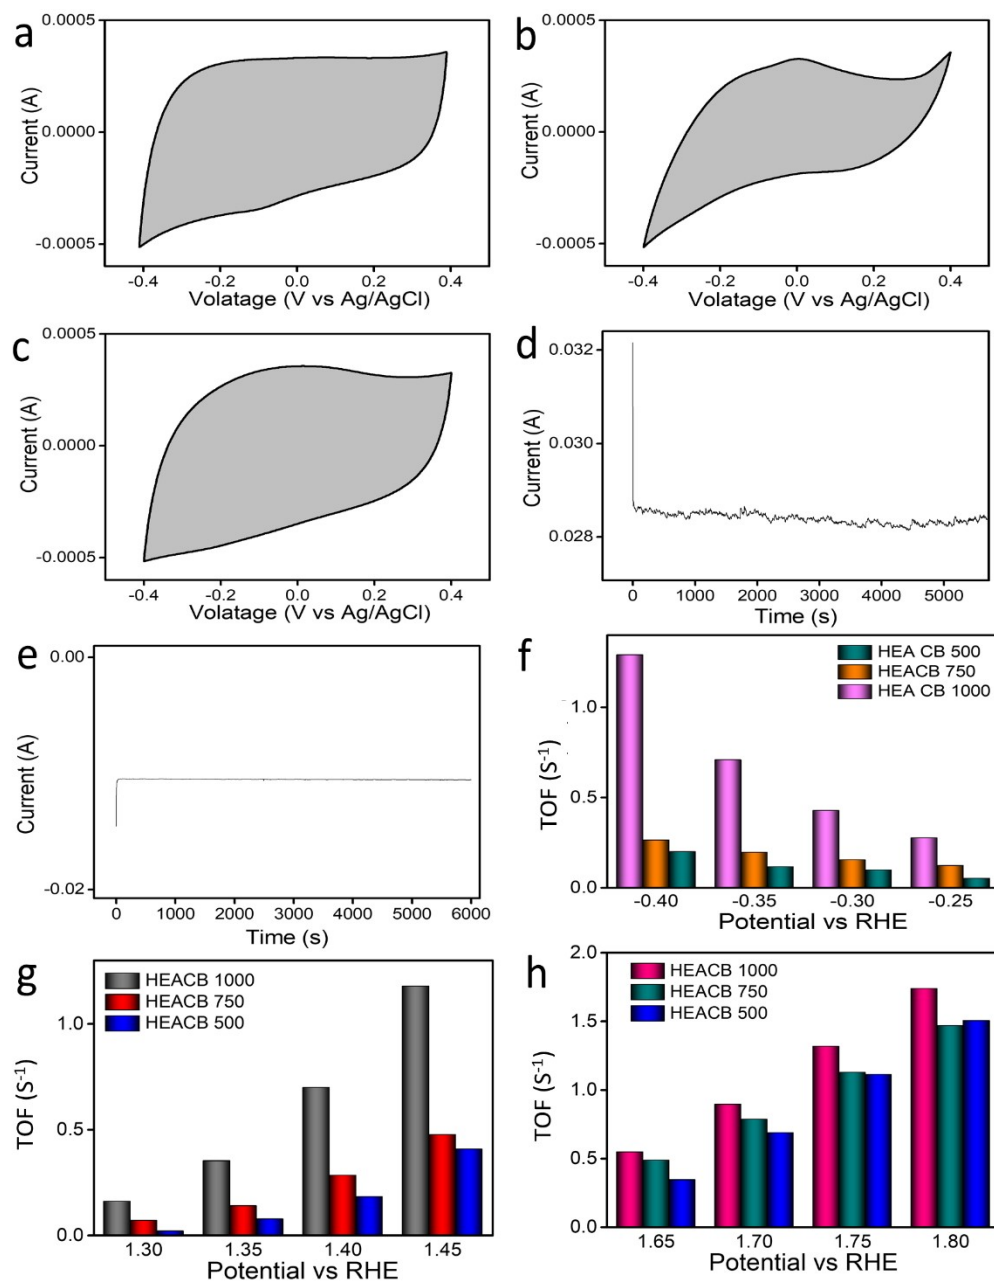 a
0.0005
0.0000
-0.0005
Current (A)
-0.4 -0.2 0.0 0.2 0.4
Volatage (V vs Ag/AgCl)
b
0.0005
0.0000
-0.0005
Current (A)
-0.4 -0.2 0.0 0.2 0.4
Volatage (V vs Ag/AgCl)
c
0.0005
0.0000
-0.0005
Current (A)
-0.4 -0.2 0.0 0.2 0.4
Volatage (V vs Ag/AgCl)
d
0.032
0.030
0.028
Current (A)
0 1000 2000 3000 4000 5000
Time (s)
e
0.00
-0.02
Current (A)
0 1000 2000 3000 4000 5000 6000
Time (s)
f
HEA CB 500
HEACB 750
HEA CB 1000
1.0
0.5
0.0
TOF (S-1)
-0.40 -0.35 -0.30 -0.25
Potential vs RHE
g
HEACB 1000
HEACB 750
HEACB 500
1.0
0.5
0.0
TOF (S-1)
1.30 1.35 1.40 1.45
Potential vs RHE
h
HEACB 1000
HEACB 750
HEACB 500
2.0
1.5
1.0
0.5
0.0
TOF (S-1)
1.65 1.70 1.75 1.80
Potential vs RHE